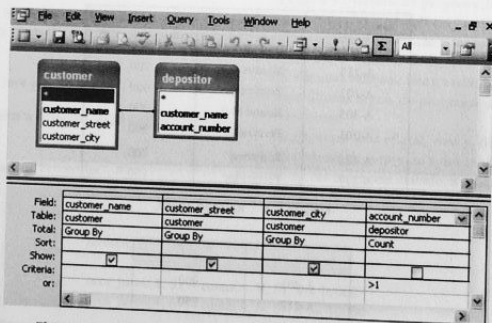 File Edit View Insert Query Tools Window Help
Σ All
customer
*
customer_name
customer_street
customer_city
depositor
*
customer_name
account_number
Field: customer_name customer_street customer_city account_number
Table: customer customer customer depositor
Total: Group By Group By Group By Count
Sort:
Show:
Criteria: >1
or: